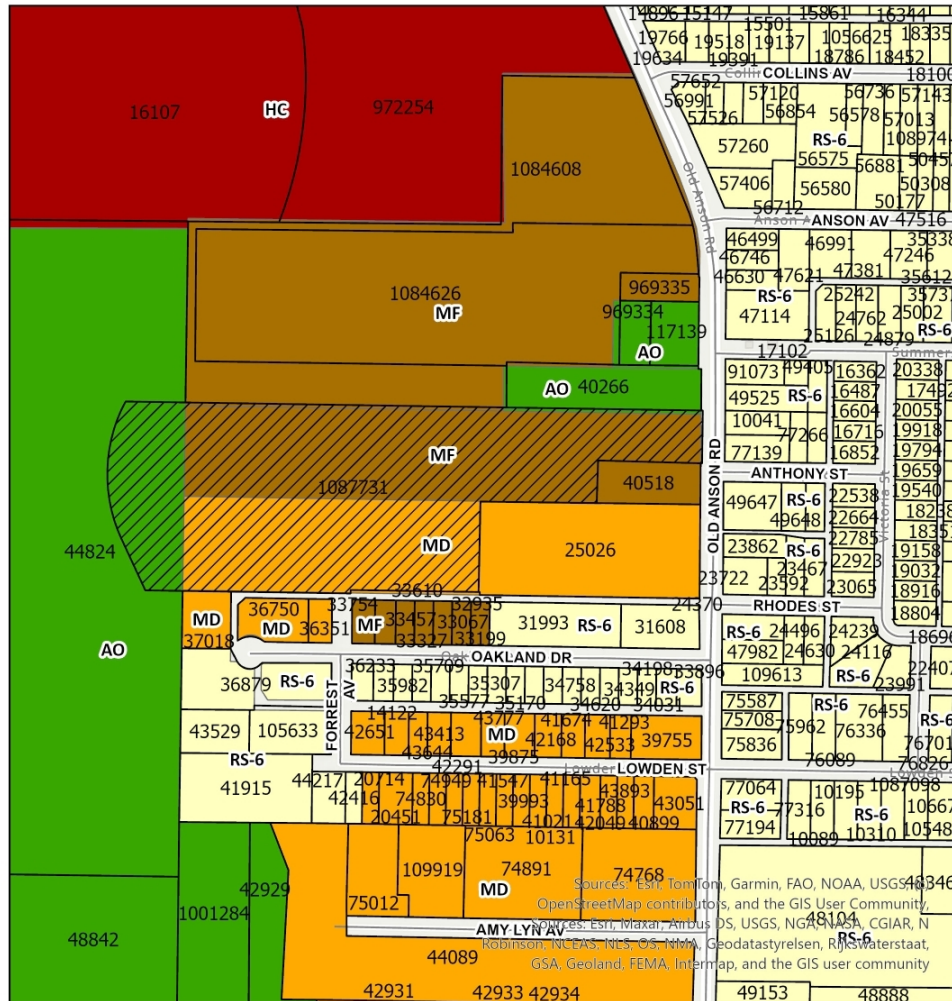 14896 15147 15861 16344
15501 18335
19766 19518 19137 1056625
19634 19391 18786 18452
COLLINS AV 18100
57652 57120 56736 57143
56991 56854 56578 57013
57526 108974
57260 RS-6
56575 56881
57406 56580 50308
56712 50177
Anson A ANSON AV 47516
16107 HC 972254
1084608
Old Anson Rd
46499 46991 35338
46746 47246
46630 47621 47381 35612
RS-6 25242
47114 24762 25002
RS-6
25126 24879
1084626 969335
MF 969334
117139
AO
AO 40266
17102 Summer
91073 49405 16362 20338
49525 RS-6 16487
10041 16604 20055
77266 16716 19918
77139 16852 19794
MF
1087731 40518
ANTHONY ST 19659
49647 RS-6 22538 19540
49648 22664
OLD ANSON RD
Victoria St
44824 MD 25026
23862 RS-6 22785 19158
23467 22923 19032
23722 23592 23065 18916
33610
RHODES ST 18804
MD 36750 33754 32935 24370
37018 MD 36351 MF 33457 33067 31993 RS-6 31608
33327 33199
RS-6 24496 24239
47982 24630 24116
AO
OAKLAND DR
109613 RS-6 23991
36233 35709 34198 33896
36879 RS-6 35982 35307 34758 34349 RS-6
35577 35170 34620 34031
FORREST AV
14122 43777 41674 41293
43529 105633 42651 43413 MD 42168 42533 39755
43644 39875
75587 RS-6 76455
75708 75962 76336 RS-6
75836 76089
RS-6 42291 LOWDEN ST
41915 44217 20714 74949 41547 41165 43893
42416 74830 39993 41788 43051
20451 75181 41021 42049 40899
77064 10195 1087098
RS-6 77316 RS-6
77194 10089 10310 10548
75063 10131
109919 74891 74768
42929 MD
1001284 75012
48842
AMY LYN AV
44089
42931 42933 42934
48104
RS-6
49153 48888
Sources: Esri, TomTom, Garmin, FAO, NOAA, USGS, (c)
OpenStreetMap contributors, and the GIS User Community,
Sources: Esri, Maxar, Airbus DS, USGS, NGA, NASA, CGIAR, N
Robinson, NCEAS, NLS, OS, NMA, Geodatastyrelsen, Rijkswaterstaat,
GSA, Geoland, FEMA, Intermap, and the GIS user community